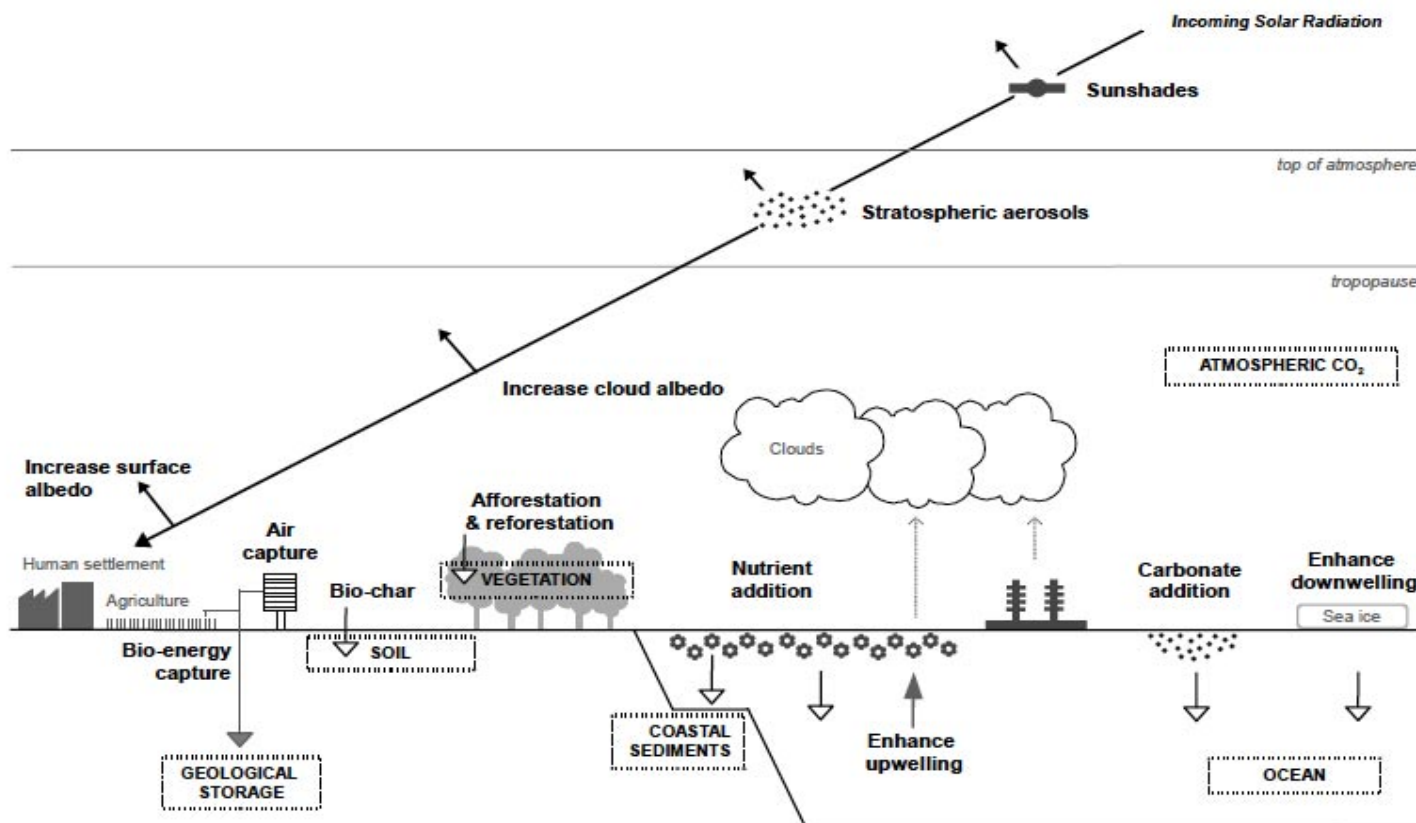 Incoming Solar Radiation
Sunshades
top of atmosphere
Stratospheric aerosols
tropopause
ATMOSPHERIC CO₂
Increase cloud albedo
Clouds
Increase surface
albedo
Afforestation
& reforestation
Air
capture
Human settlement
Agriculture
Bio-char
VEGETATION
Nutrient
addition
Carbonate
addition
Enhance
downwelling
Sea ice
Bio-energy
capture
SOIL
COASTAL
SEDIMENTS
Enhance
upwelling
GEOLOGICAL
STORAGE
OCEAN